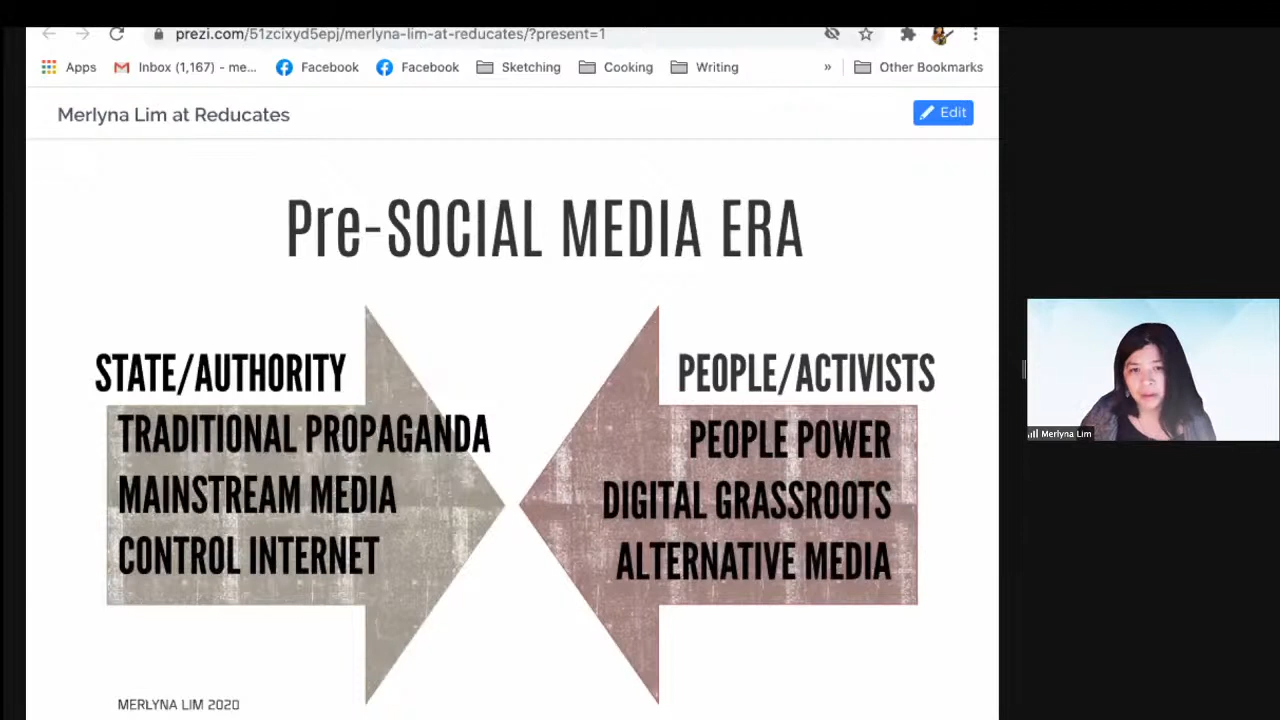 prezi.com/51zcixyd5epj/merlyna-lim-at-reducates/?present=1
Apps Inbox (1,167) - me... Facebook Facebook Sketching Cooking Writing » Other Bookmarks
Merlyna Lim at Reducates
Edit
Pre-SOCIAL MEDIA ERA
STATE/AUTHORITY
TRADITIONAL PROPAGANDA
MAINSTREAM MEDIA
CONTROL INTERNET
PEOPLE/ACTIVISTS
PEOPLE POWER
DIGITAL GRASSROOTS
ALTERNATIVE MEDIA
MERLYNA LIM 2020
Merlyna Lim